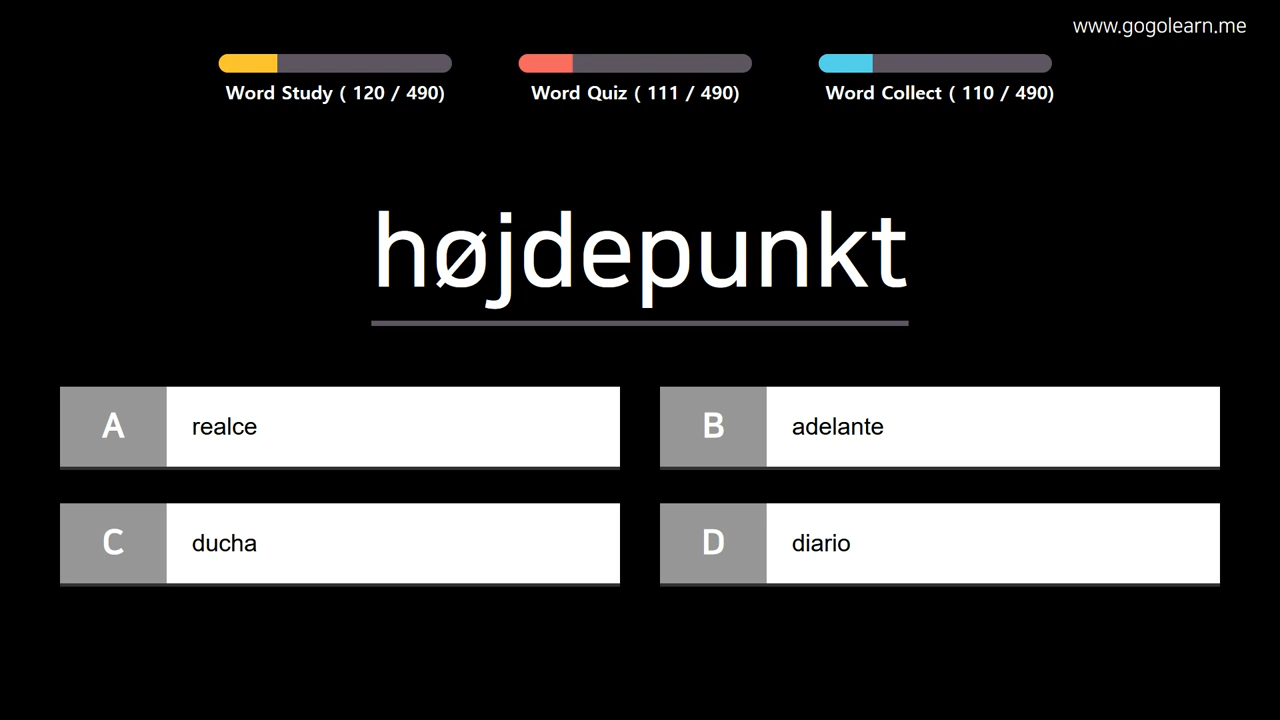 www.gogolearn.me
Word Study ( 120 / 490)
Word Quiz ( 111 / 490)
Word Collect ( 110 / 490)
højdepunkt
A realce
B adelante
C ducha
D diario